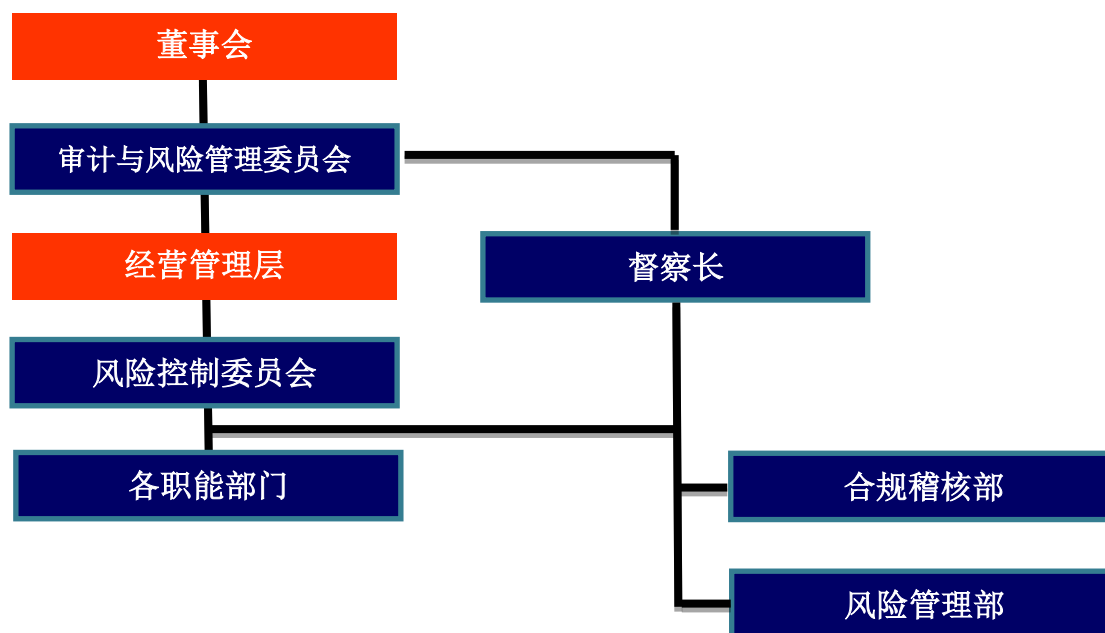 董事会
审计与风险管理委员会
经营管理层
督察长
风险控制委员会
各职能部门
合规稽核部
风险管理部